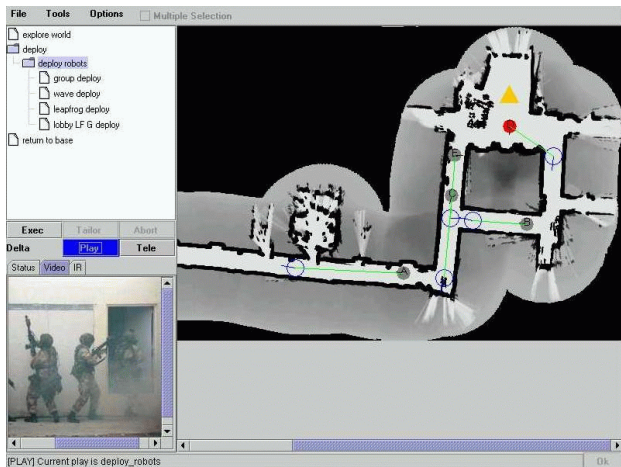 File Tools Options Multiple Selection
explore world
deploy
deploy robots
group deploy
wave deploy
leapfrog deploy
lobby LF G deploy
return to base
Exec Tailor Abort
Delta Play Tele
Status Video IR
A
[PLAY] Current play is deploy_robots Ok